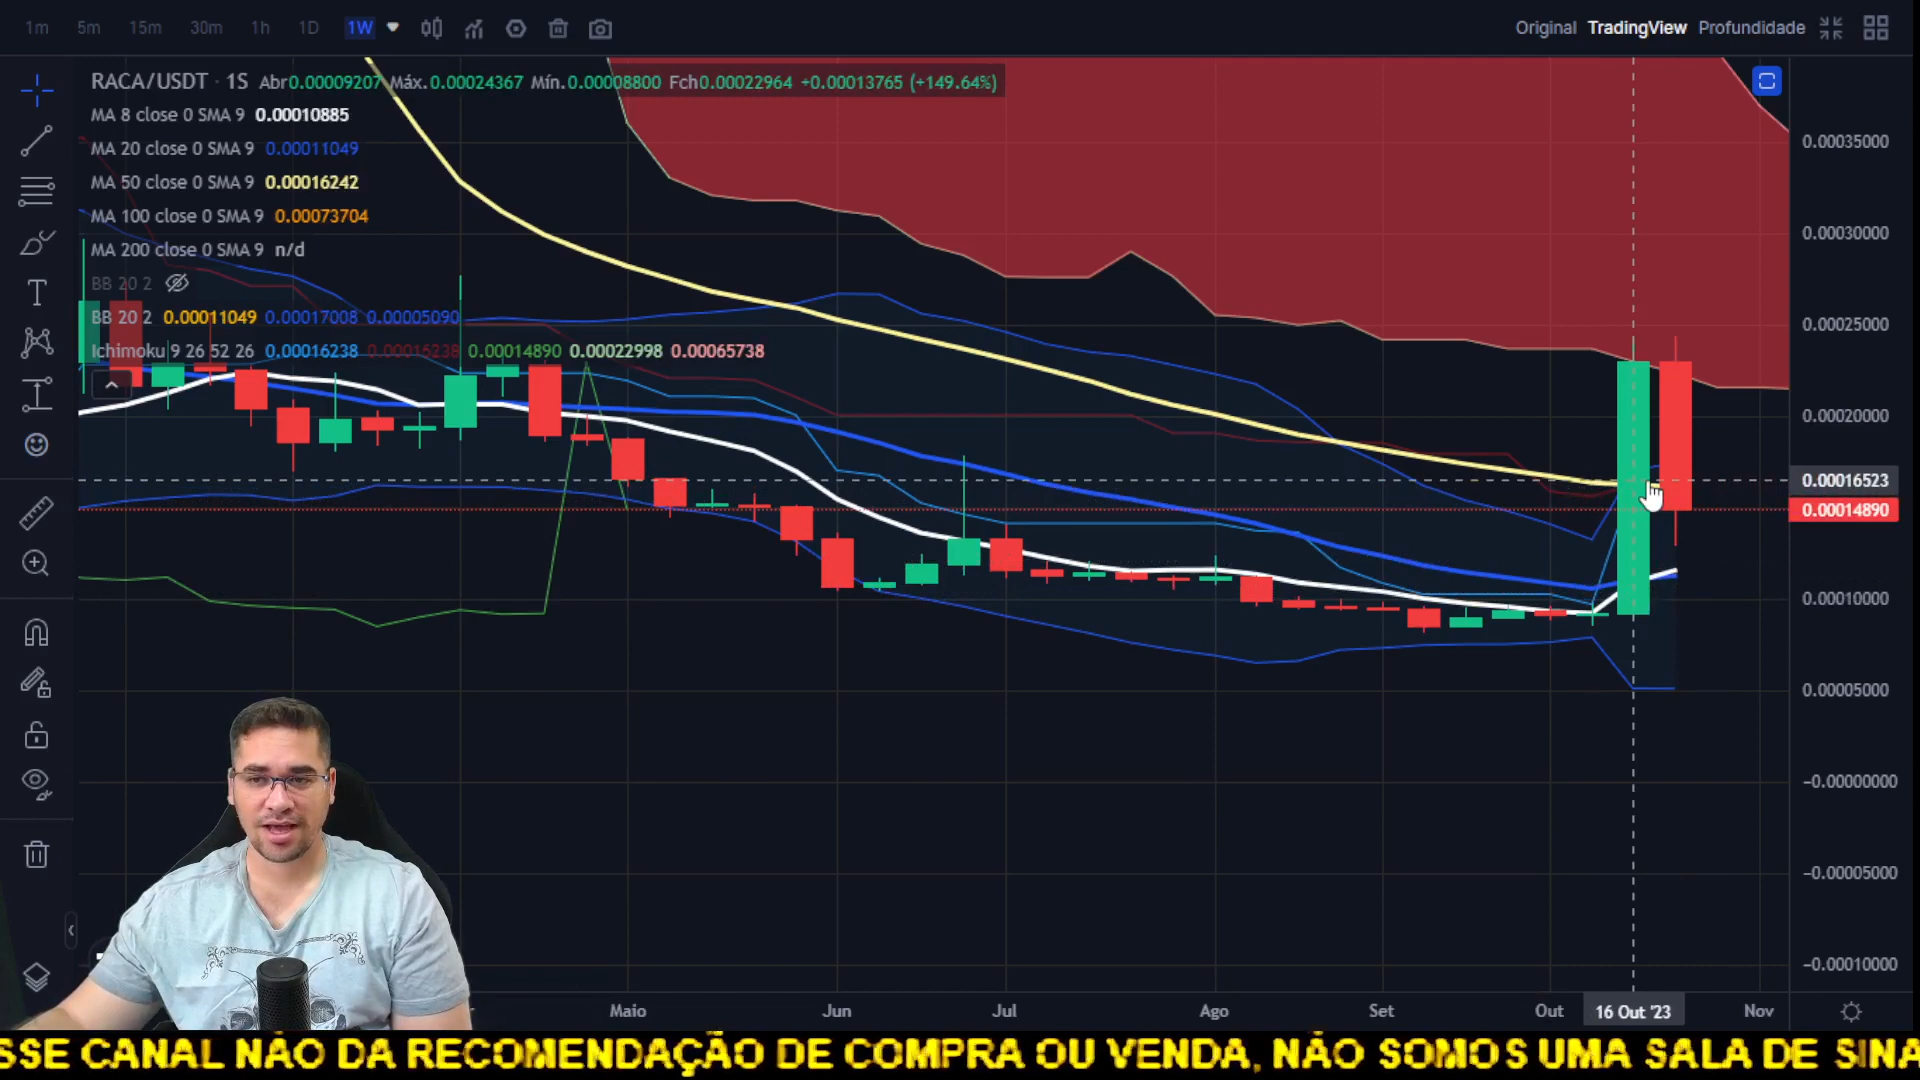 1m 5m 15m 30m 1h 1D 1W
Original TradingView Profundidade
RACA/USDT · 1S Abr0.00009207 Máx.0.00024367 Mín.0.00008800 Fch0.00022964 +0.00013765 (+149.64%)
MA 8 close 0 SMA 9 0.00010885
MA 20 close 0 SMA 9 0.00011049
MA 50 close 0 SMA 9 0.00016242
MA 100 close 0 SMA 9 0.00073704
MA 200 close 0 SMA 9 n/d
BB 20 2
BB 20 2 0.00011049 0.00017008 0.00005090
Ichimoku 9 26 52 26 0.00016238 0.00016238 0.00014890 0.00022998 0.00065738
0.00035000
0.00030000
0.00025000
0.00020000
0.00016523
0.00014890
0.00010000
0.00005000
-0.00000000
-0.00005000
-0.00010000
Maio Jun Jul Ago Set Out 16 Out '23 Nov
SSE CANAL NÃO DA RECOMENDAÇÃO DE COMPRA OU VENDA, NÃO SOMOS UMA SALA DE SINA